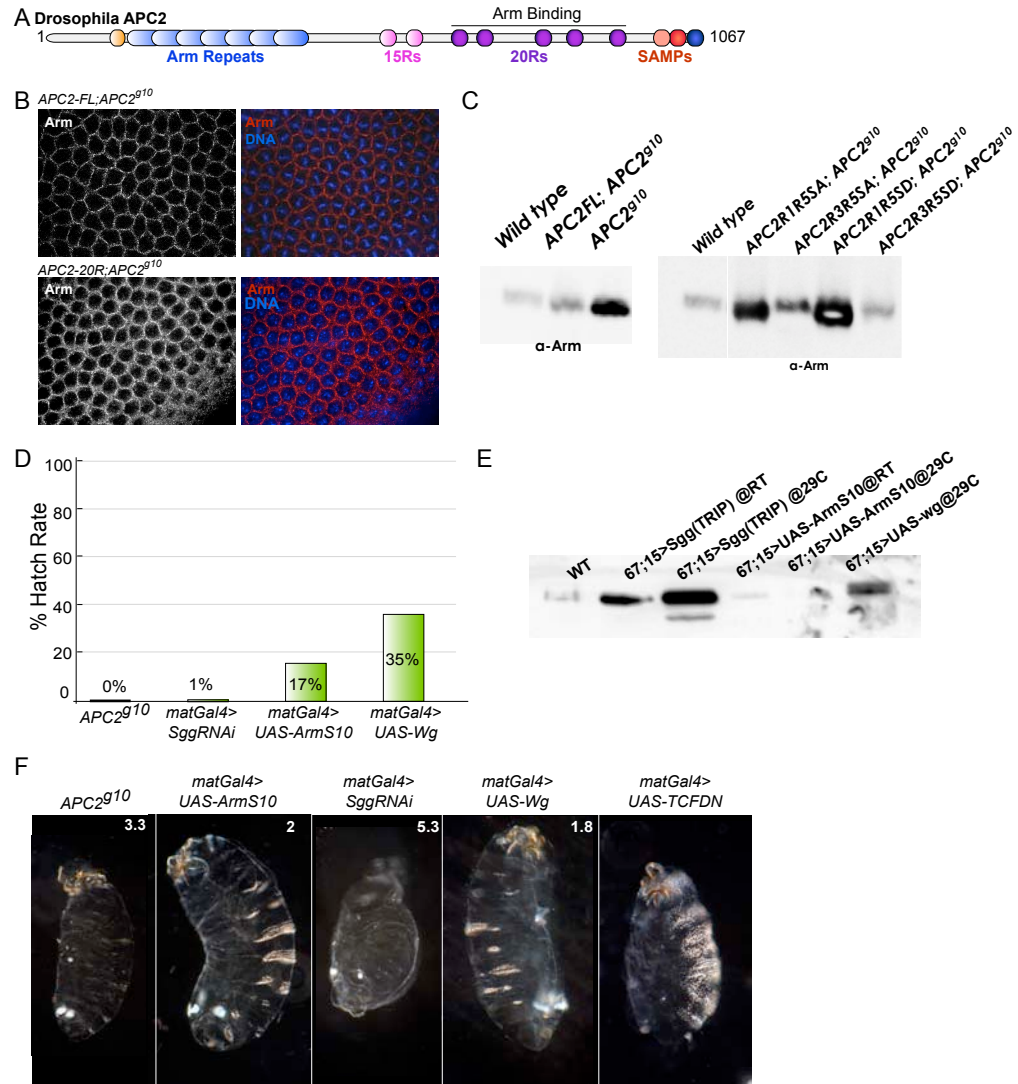 A Drosophila APC2
Arm Binding
1
1067
Arm Repeats
15Rs
20Rs
SAMPs
B
APC2-FL;APC2g10
Arm
Arm
DNA
APC2-20R;APC2g10
Arm
Arm
DNA
C
Wild type
APC2FL; APC2g10
APC2g10
α-Arm
Wild type
APC2R1R5SA; APC2g10
APC2R3R5SA; APC2g10
APC2R1R5SD; APC2g10
APC2R3R5SD; APC2g10
α-Arm
D
% Hatch Rate
100
80
60
40
20
0
0%
1%
17%
35%
APC2g10
matGal4>
SggRNAi
matGal4>
UAS-ArmS10
matGal4>
UAS-Wg
E
WT
67;15>Sgg(TRIP) @RT
67;15>Sgg(TRIP) @29C
67;15>UAS-ArmS10@RT
67;15>UAS-ArmS10@29C
67;15>UAS-wg@29C
F
APC2g10
matGal4>
UAS-ArmS10
matGal4>
SggRNAi
matGal4>
UAS-Wg
matGal4>
UAS-TCFDN
3.3
2
5.3
1.8